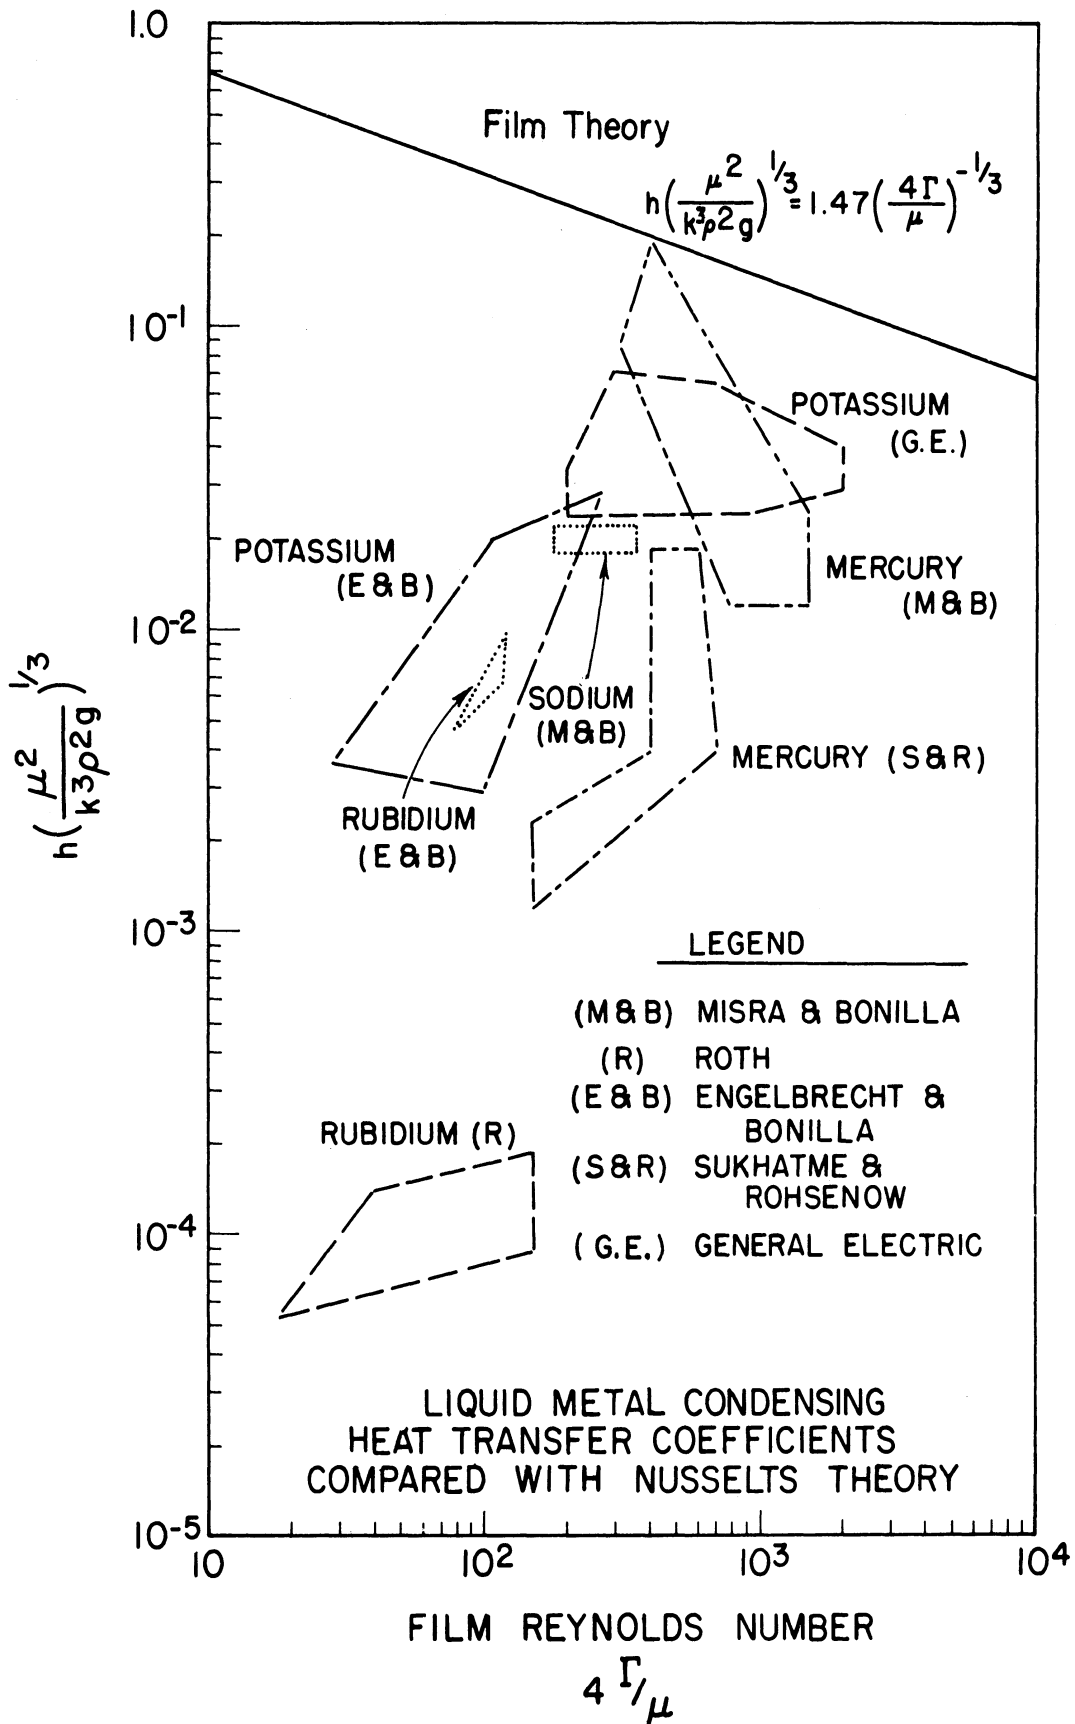 1.0
Film Theory
h(μ²/k³ρ²g)^1/3 = 1.47(4Γ/μ)^-1/3
10⁻¹
POTASSIUM
(G.E.)
POTASSIUM
(E & B)
MERCURY
(M & B)
10⁻²
h(μ²/k³ρ²g)^1/3
SODIUM
(M & B)
MERCURY (S & R)
RUBIDIUM
(E & B)
10⁻³
LEGEND
(M & B) MISRA & BONILLA
(R) ROTH
(E & B) ENGELBRECHT &
BONILLA
(S & R) SUKHATME &
ROHSENOW
(G.E.) GENERAL ELECTRIC
RUBIDIUM (R)
10⁻⁴
LIQUID METAL CONDENSING
HEAT TRANSFER COEFFICIENTS
COMPARED WITH NUSSELTS THEORY
10⁻⁵
10 10² 10³ 10⁴
FILM REYNOLDS NUMBER
4 Γ/μ